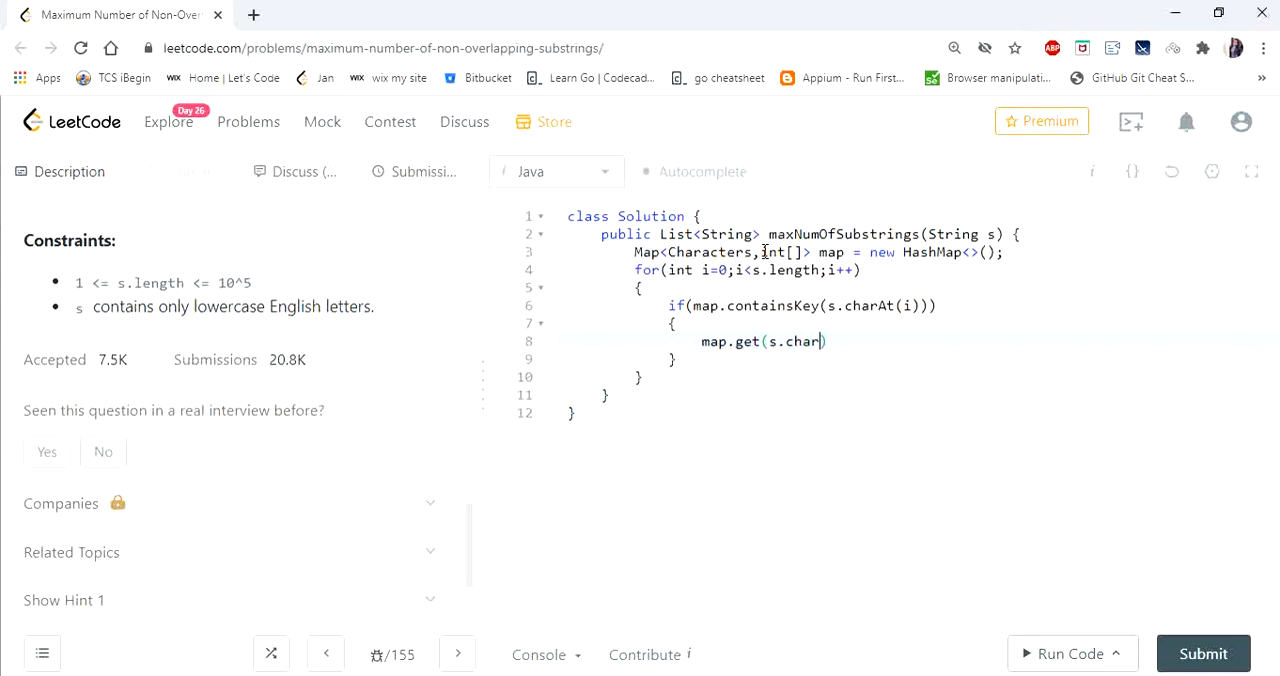 Maximum Number of Non-Over
leetcode.com/problems/maximum-number-of-non-overlapping-substrings/
ABP
Apps TCS iBegin WIX Home | Let's Code Jan WIX wix my site Bitbucket Learn Go | Codecad... go cheatsheet Appium - Run First... Browser manipulati... GitHub Git Cheat S... »
LeetCode Explore Day 26 Problems Mock Contest Discuss Store Premium
Description Discuss (... Submissi... i Java Autocomplete i {}
Constraints:
1 <= s.length <= 10^5
s contains only lowercase English letters.
Accepted 7.5K Submissions 20.8K
Seen this question in a real interview before?
Yes No
Companies
Related Topics
Show Hint 1
/155
1 class Solution {
2 public List<String> maxNumOfSubstrings(String s) {
3 Map<Characters,int[]> map = new HashMap<>();
4 for(int i=0;i<s.length;i++)
5 {
6 if(map.containsKey(s.charAt(i)))
7 {
8 map.get(s.char)
9 }
10 }
11 }
12 }
Console Contribute i Run Code Submit